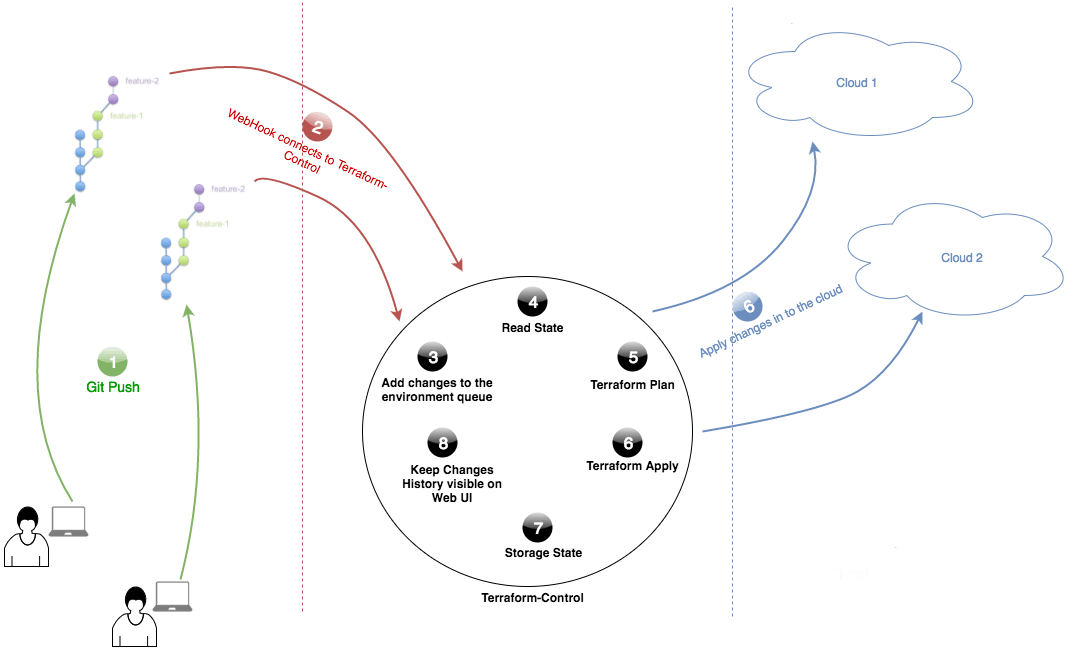 feature-2
feature-1
feature-2
feature-1
1
Git Push
2
WebHook connects to Terraform-
Control
4
Read State
3
Add changes to the
environment queue
5
Terraform Plan
8
Keep Changes
History visible on
Web UI
6
Terraform Apply
7
Storage State
Terraform-Control
6
Apply changes in to the cloud
Cloud 1
Cloud 2